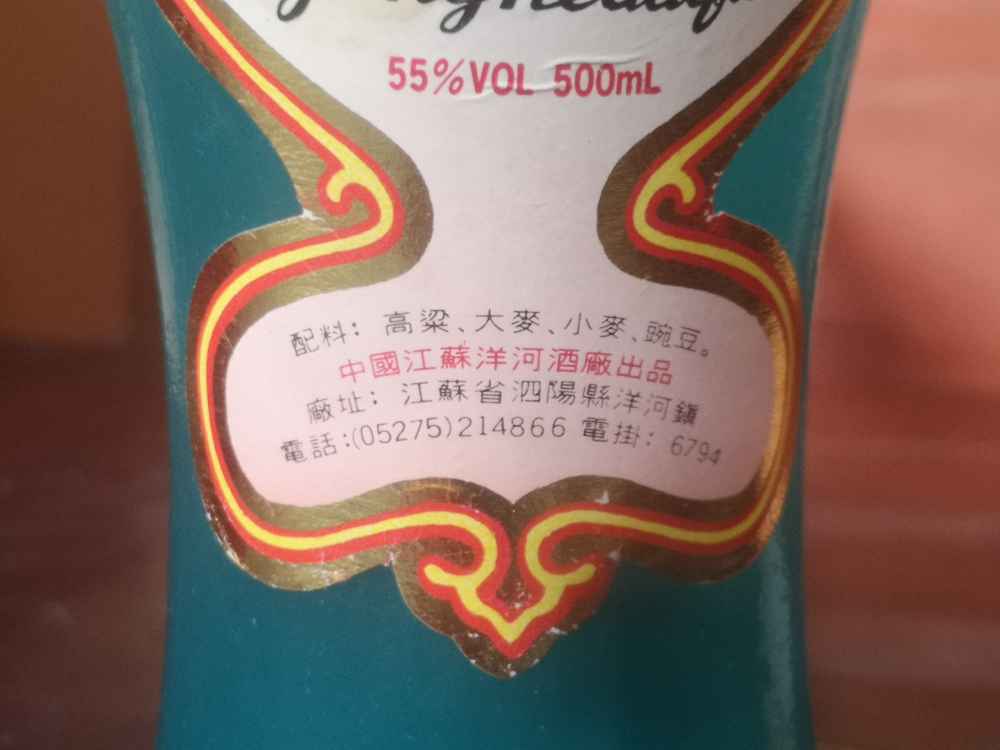 55%VOL 500mL
配料：高粱、大麥、小麥、豌豆。
中國江蘇洋河酒廠出品
廠址：江蘇省泗陽縣洋河鎮
電話：(05275)214866 電掛：6794